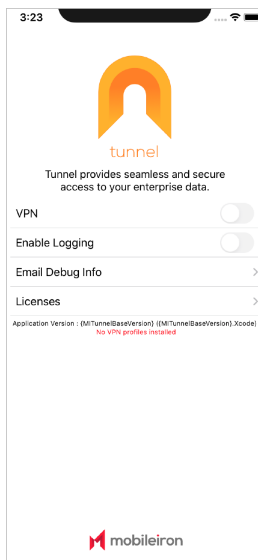 3:23
tunnel
Tunnel provides seamless and secure
access to your enterprise data.
VPN
Enable Logging
Email Debug Info
Licenses
Application Version : {MITunnelBaseVersion} ({MITunnelBaseVersion}.Xcode)
No VPN profiles installed
mobileiron